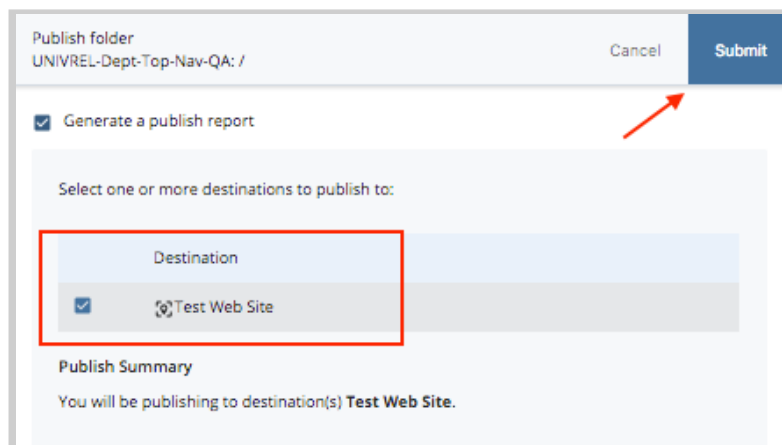 Publish folder
UNIVREL-Dept-Top-Nav-QA: /
Cancel
Submit
Generate a publish report
Select one or more destinations to publish to:
Destination
Test Web Site
Publish Summary
You will be publishing to destination(s) Test Web Site.